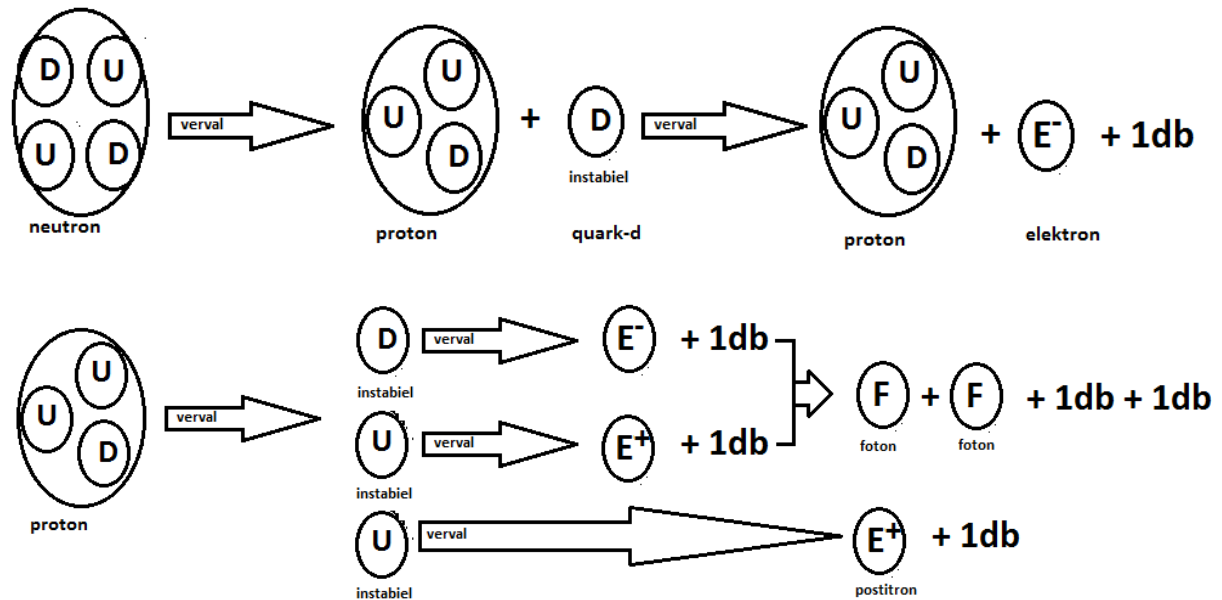 D U
U D
neutron
verval
U
U
D
proton
+
D
instabiel
quark-d
verval
U
U
D
proton
+ E⁻ + 1db
elektron
U
U
D
proton
verval
D
instabiel
verval
E⁻ + 1db
U
instabiel
verval
E⁺ + 1db
F + F + 1db + 1db
foton foton
U
instabiel
verval
E⁺ + 1db
postitron